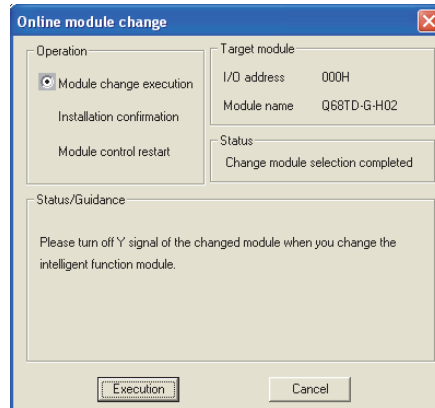 Online module change
Operation
Module change execution
Installation confirmation
Module control restart
Target module
I/O address 000H
Module name Q68TD-G-H02
Status
Change module selection completed
Status/Guidance
Please turn off Y signal of the changed module when you change the
intelligent function module.
Execution Cancel